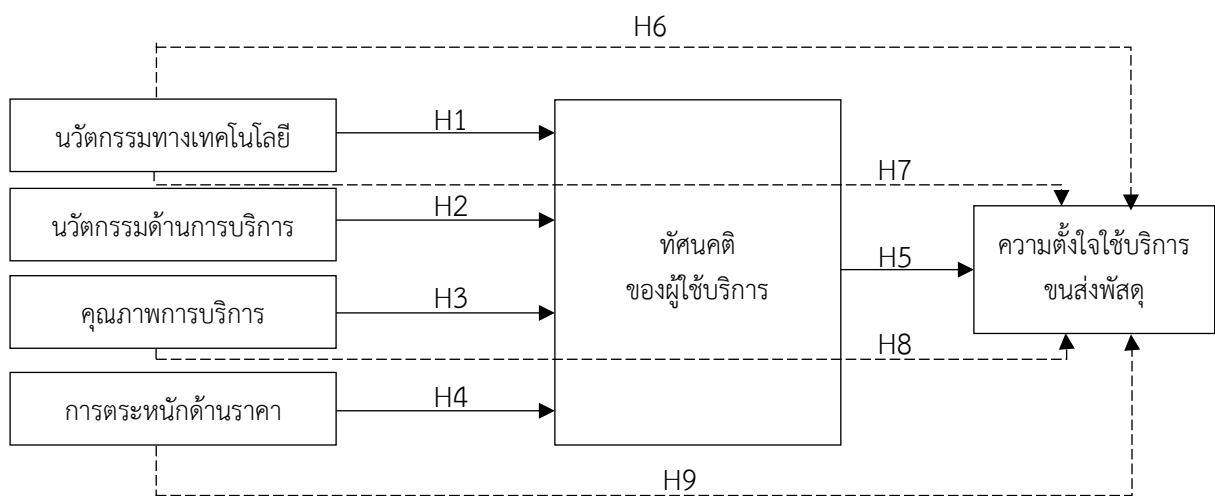 H6
นวัตกรรมทางเทคโนโลยี
H1
H7
นวัตกรรมด้านการบริการ
H2
ทัศนคติ
ของผู้ใช้บริการ
H5
ความตั้งใจใช้บริการ
ขนส่งพัสดุ
คุณภาพการบริการ
H3
H8
การตระหนักด้านราคา
H4
H9